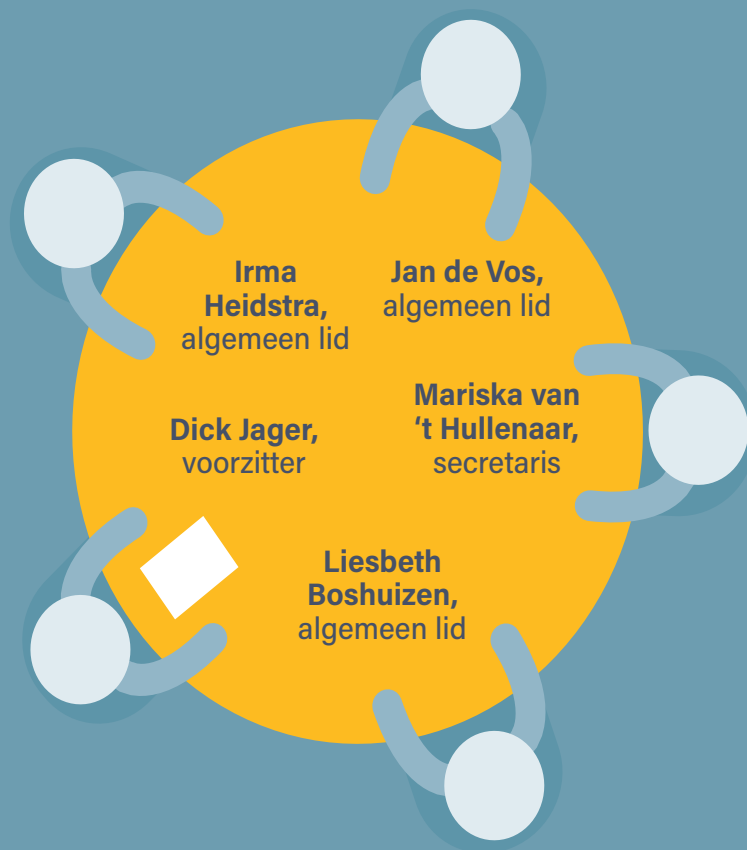 Irma
Heidstra,
algemeen lid
Jan de Vos,
algemeen lid
Dick Jager,
voorzitter
Mariska van
‘t Hullenaar,
secretaris
Liesbeth
Boshuizen,
algemeen lid